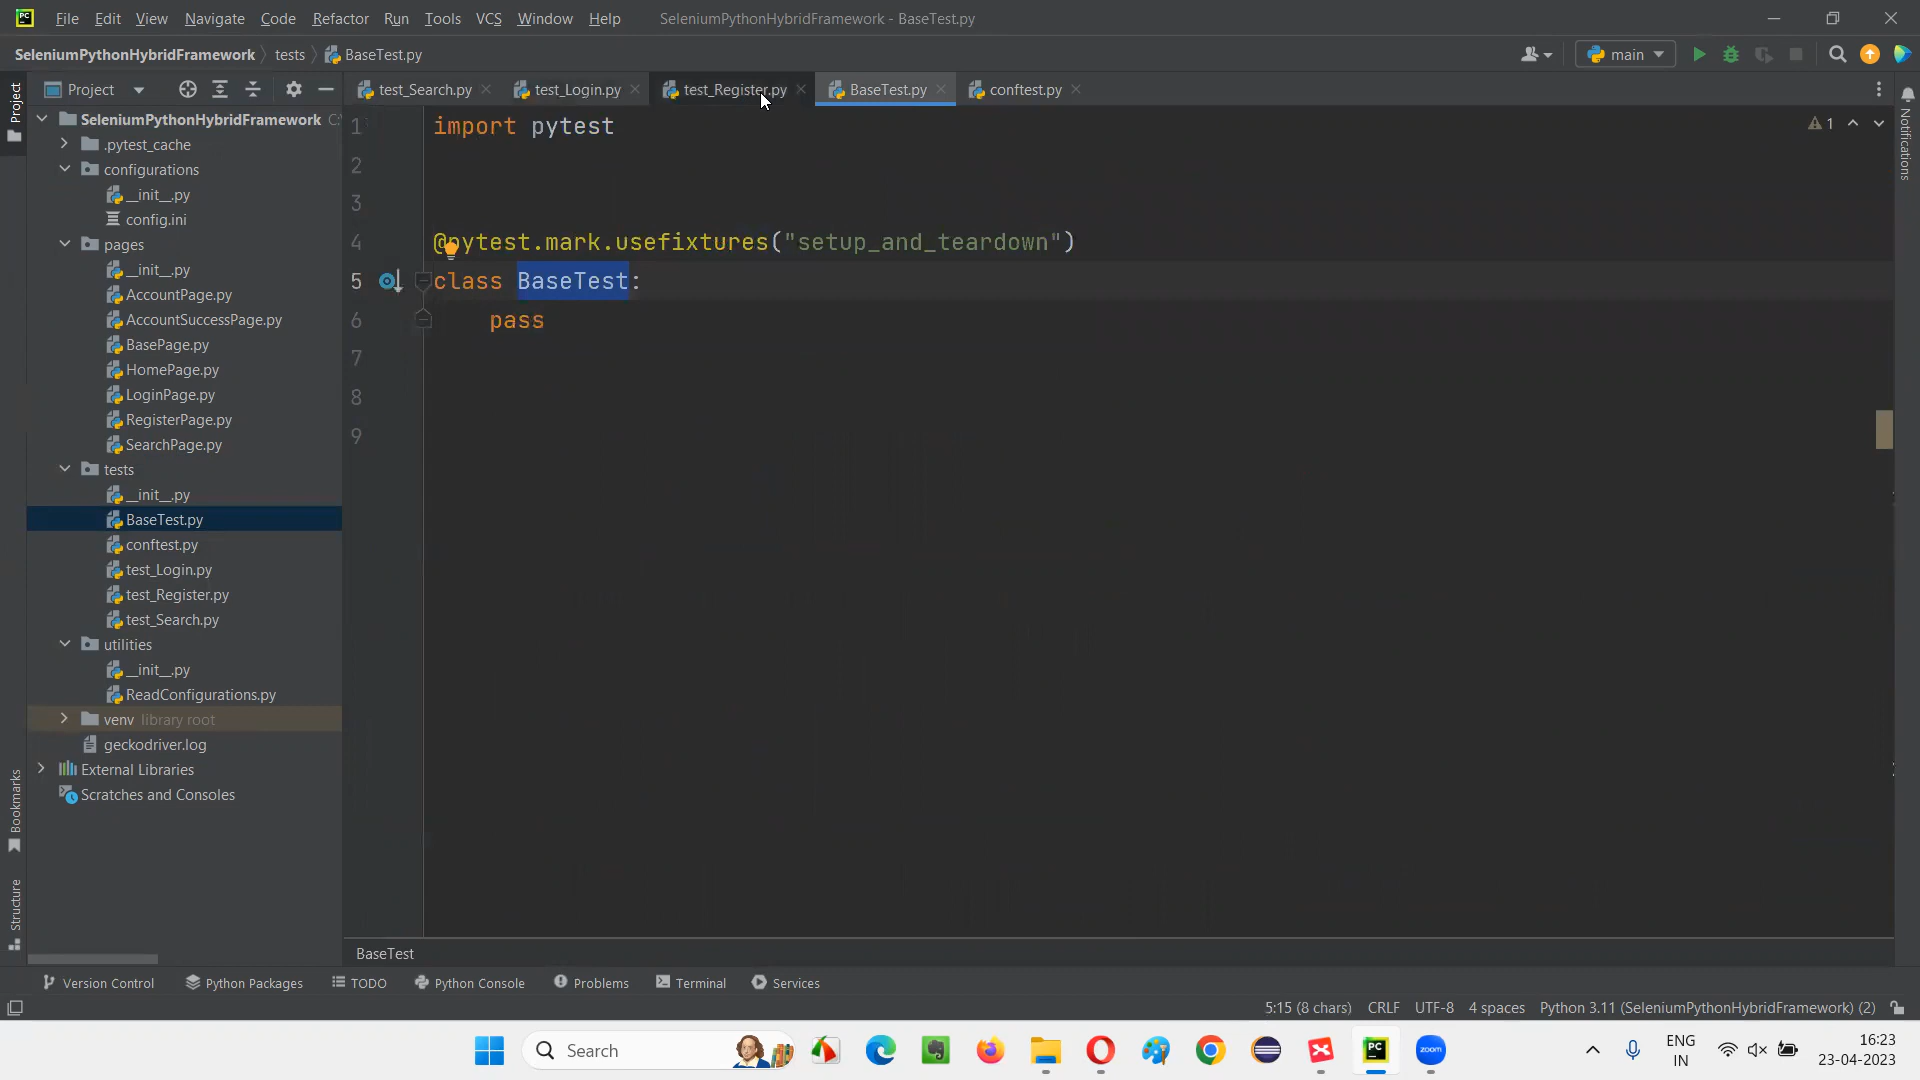 PC File Edit View Navigate Code Refactor Run Tools VCS Window Help SeleniumPythonHybridFramework - BaseTest.py
SeleniumPythonHybridFramework tests BaseTest.py main
Project test_Search.py test_Login.py test_Register.py BaseTest.py conftest.py
Project
Notifications
SeleniumPythonHybridFramework C:
.pytest_cache
configurations
__init__.py
config.ini
pages
__init__.py
AccountPage.py
AccountSuccessPage.py
BasePage.py
HomePage.py
LoginPage.py
RegisterPage.py
SearchPage.py
tests
__init__.py
BaseTest.py
conftest.py
test_Login.py
test_Register.py
test_Search.py
utilities
__init__.py
ReadConfigurations.py
venv library root
geckodriver.log
External Libraries
Scratches and Consoles
Bookmarks
Structure
1 import pytest
2
3
4 @pytest.mark.usefixtures("setup_and_teardown")
5 class BaseTest:
6 pass
7
8
9
1
BaseTest
Version Control Python Packages TODO Python Console Problems Terminal Services
5:15 (8 chars) CRLF UTF-8 4 spaces Python 3.11 (SeleniumPythonHybridFramework) (2)
Search PC zoom ENG IN 16:23
23-04-2023